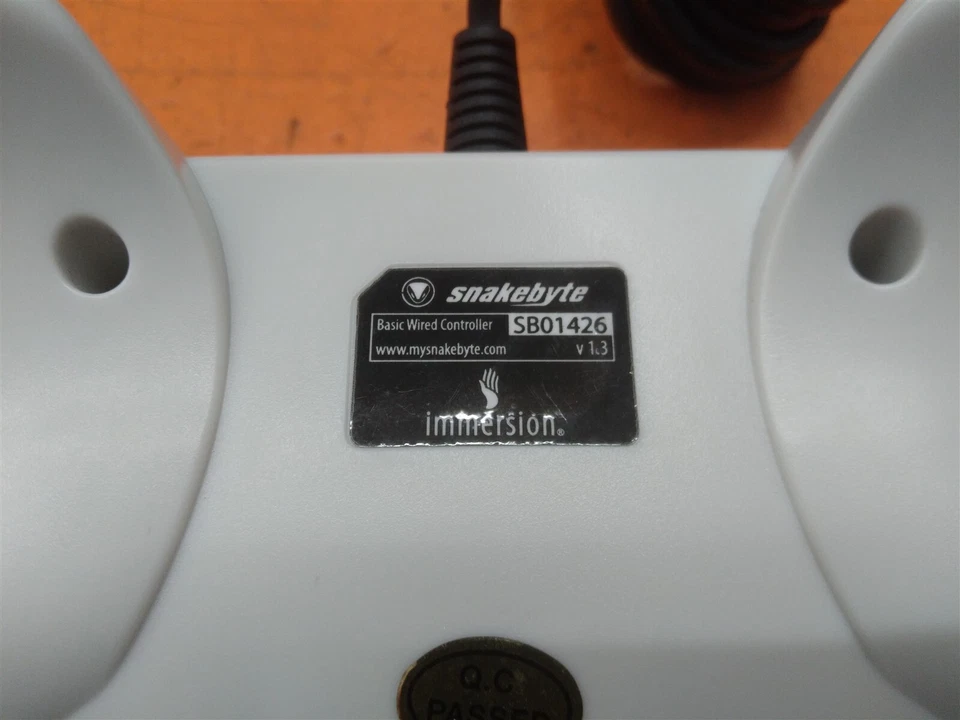 snakebyte
Basic Wired Controller SB01426
www.mysnakebyte.com v 1.3
immersion®
Q.C
PASSED